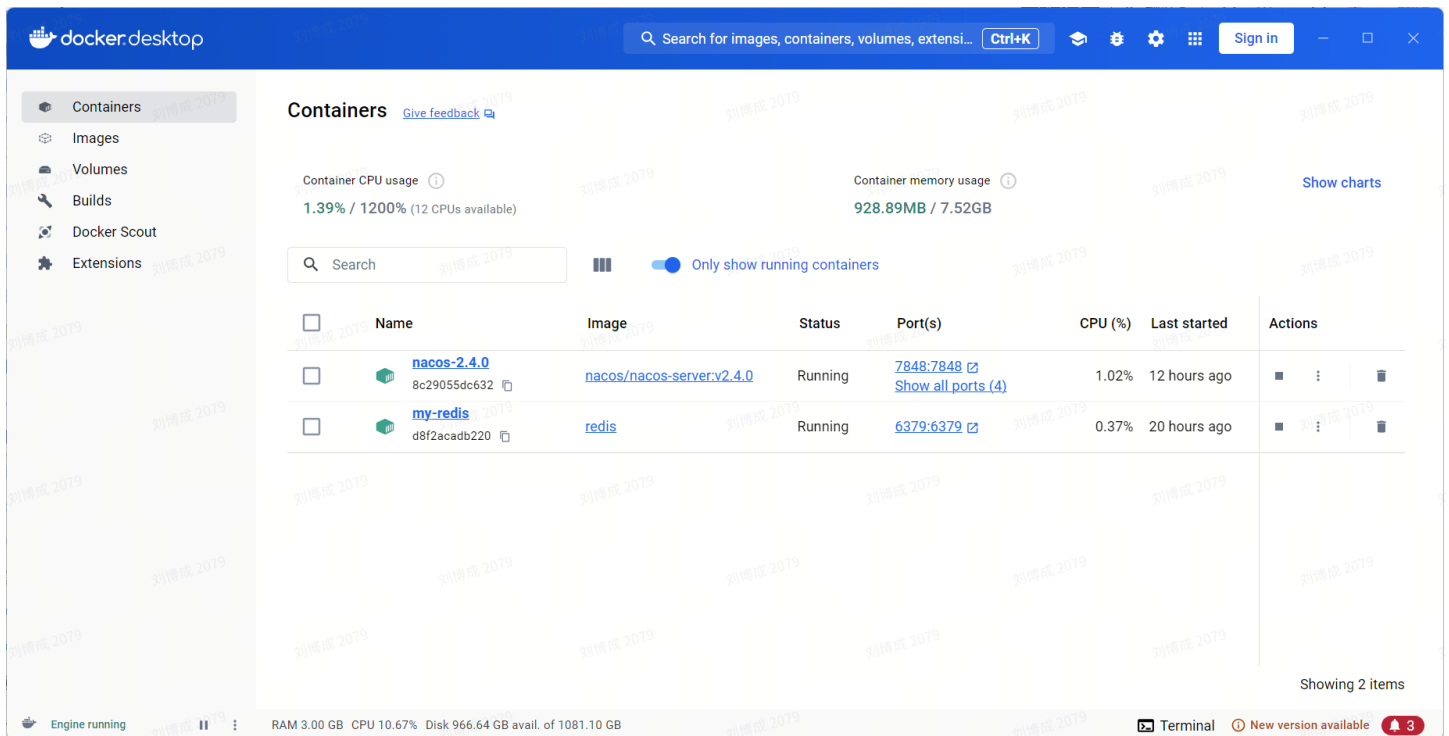 docker.desktop
Search for images, containers, volumes, extensi... Ctrl+K
Sign in
Containers
Images
Volumes
Builds
Docker Scout
Extensions
Containers Give feedback
Container CPU usage
1.39% / 1200% (12 CPUs available)
Container memory usage
928.89MB / 7.52GB
Show charts
Search
Only show running containers
Name Image Status Port(s) CPU (%) Last started Actions
nacos-2.4.0
8c29055dc632
nacos/nacos-server:v2.4.0
Running
7848:7848
Show all ports (4)
1.02%
12 hours ago
my-redis
d8f2acadb220
redis
Running
6379:6379
0.37%
20 hours ago
Showing 2 items
Engine running
RAM 3.00 GB CPU 10.67% Disk 966.64 GB avail. of 1081.10 GB
Terminal
New version available
3
刘博成 2079